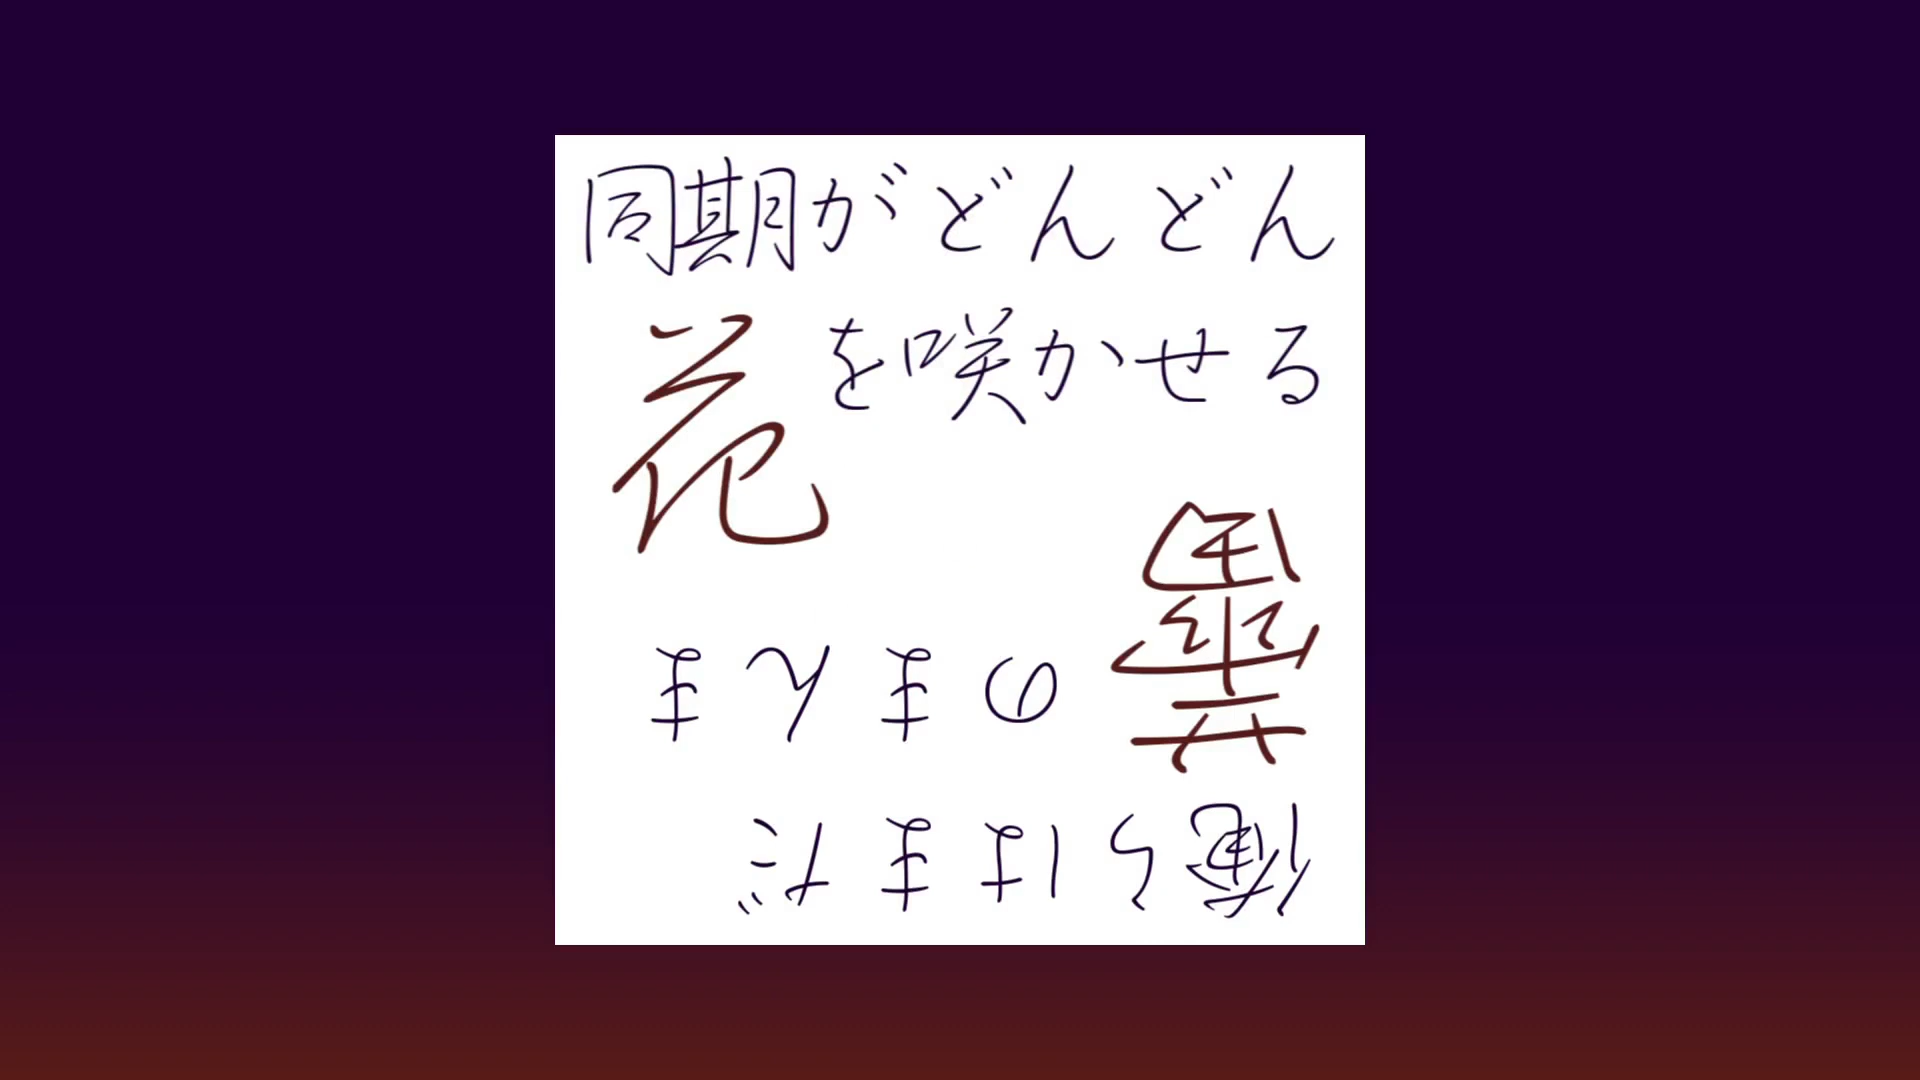 同期がどんどん
花を咲かせる
俺らはまだ
蕾のまんま